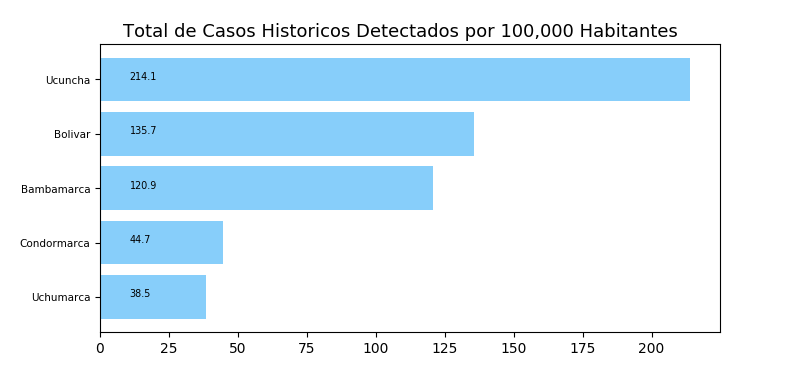 Total de Casos Historicos Detectados por 100,000 Habitantes
Ucuncha 214.1
Bolivar 135.7
Bambamarca 120.9
Condormarca 44.7
Uchumarca 38.5
0 25 50 75 100 125 150 175 200